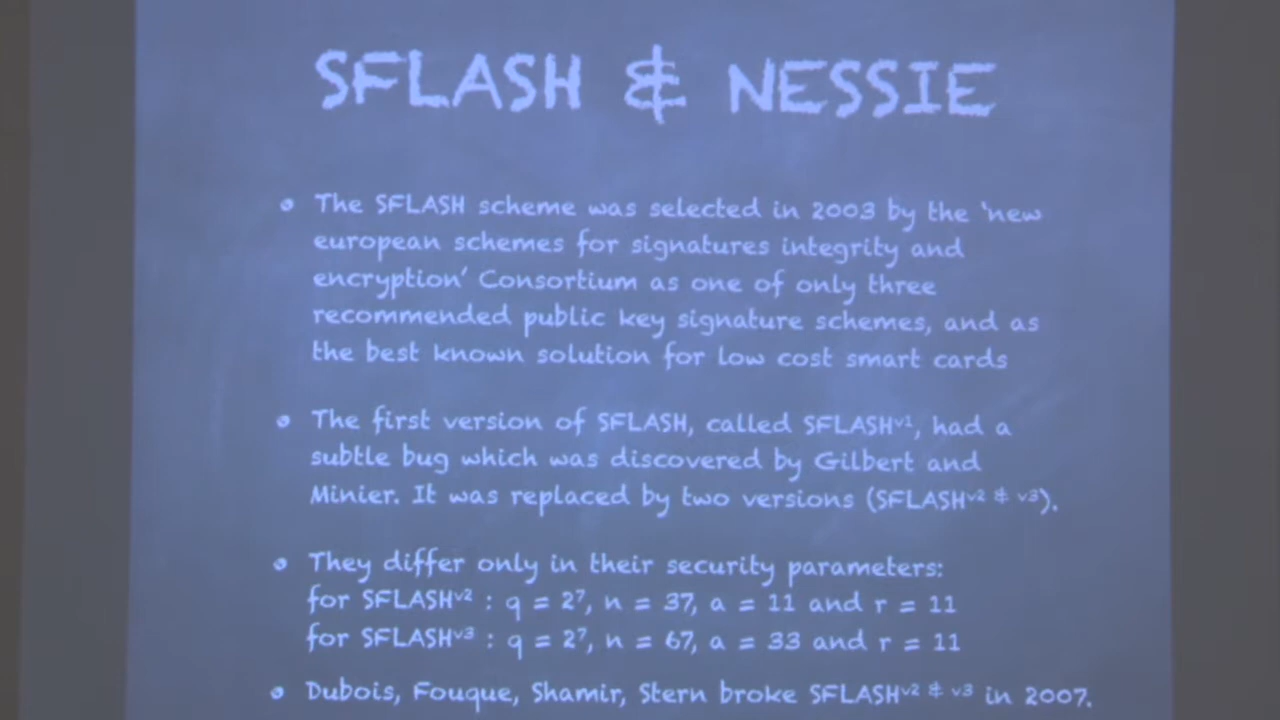 SFLASH & NESSIE
• The SFLASH scheme was selected in 2003 by the 'new
european schemes for signatures integrity and
encryption' Consortium as one of only three
recommended public key signature schemes, and as
the best known solution for low cost smart cards
• The first version of SFLASH, called SFLASHᵛ¹, had a
subtle bug which was discovered by Gilbert and
Minier. It was replaced by two versions (SFLASHᵛ² & ᵛ³).
• They differ only in their security parameters:
for SFLASHᵛ² : q = 2⁷, n = 37, a = 11 and r = 11
for SFLASHᵛ³ : q = 2⁷, n = 67, a = 33 and r = 11
• Dubois, Fouque, Shamir, Stern broke SFLASHᵛ² & ᵛ³ in 2007.